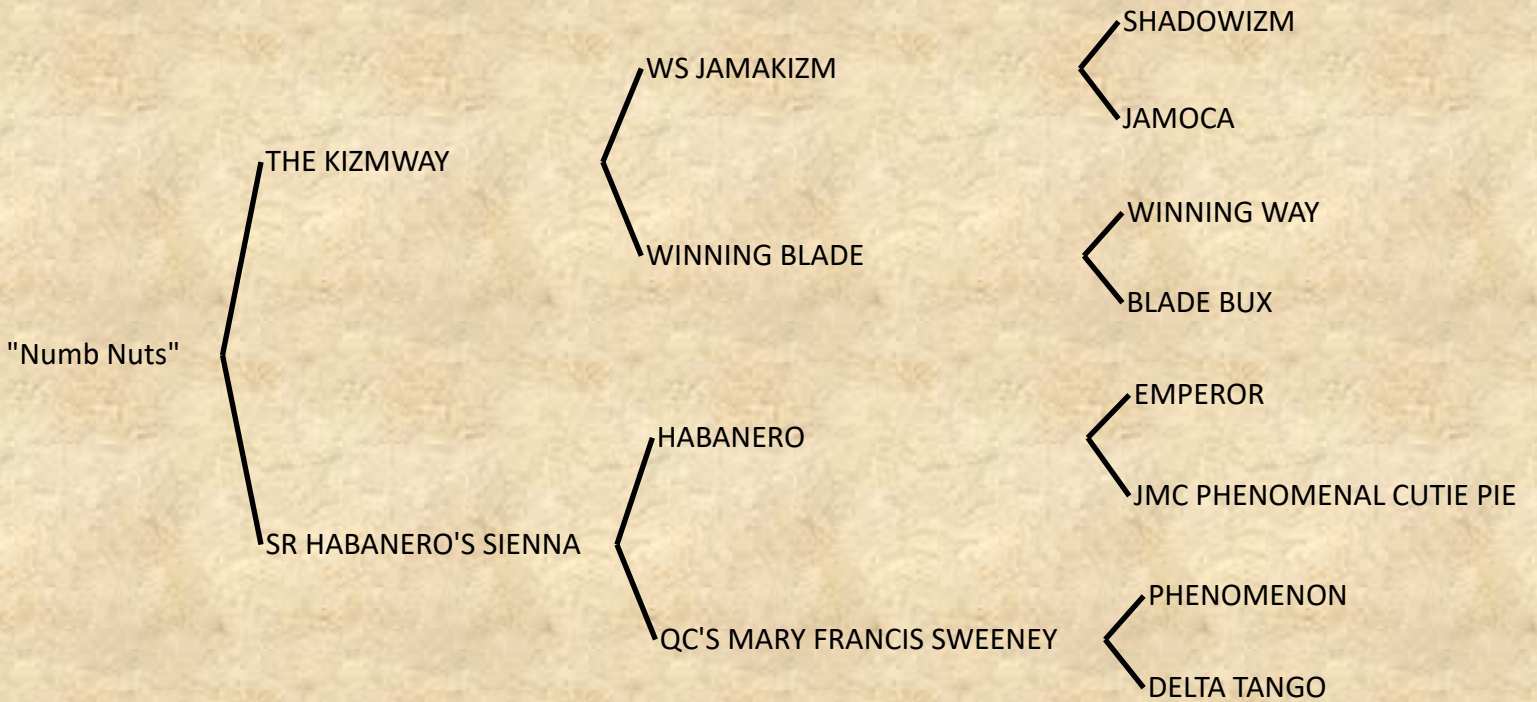 SHADOWIZM
WS JAMAKIZM
JAMOCA
THE KIZMWAY
WINNING WAY
WINNING BLADE
BLADE BUX
"Numb Nuts"
EMPEROR
HABANERO
JMC PHENOMENAL CUTIE PIE
SR HABANERO'S SIENNA
PHENOMENON
QC'S MARY FRANCIS SWEENEY
DELTA TANGO